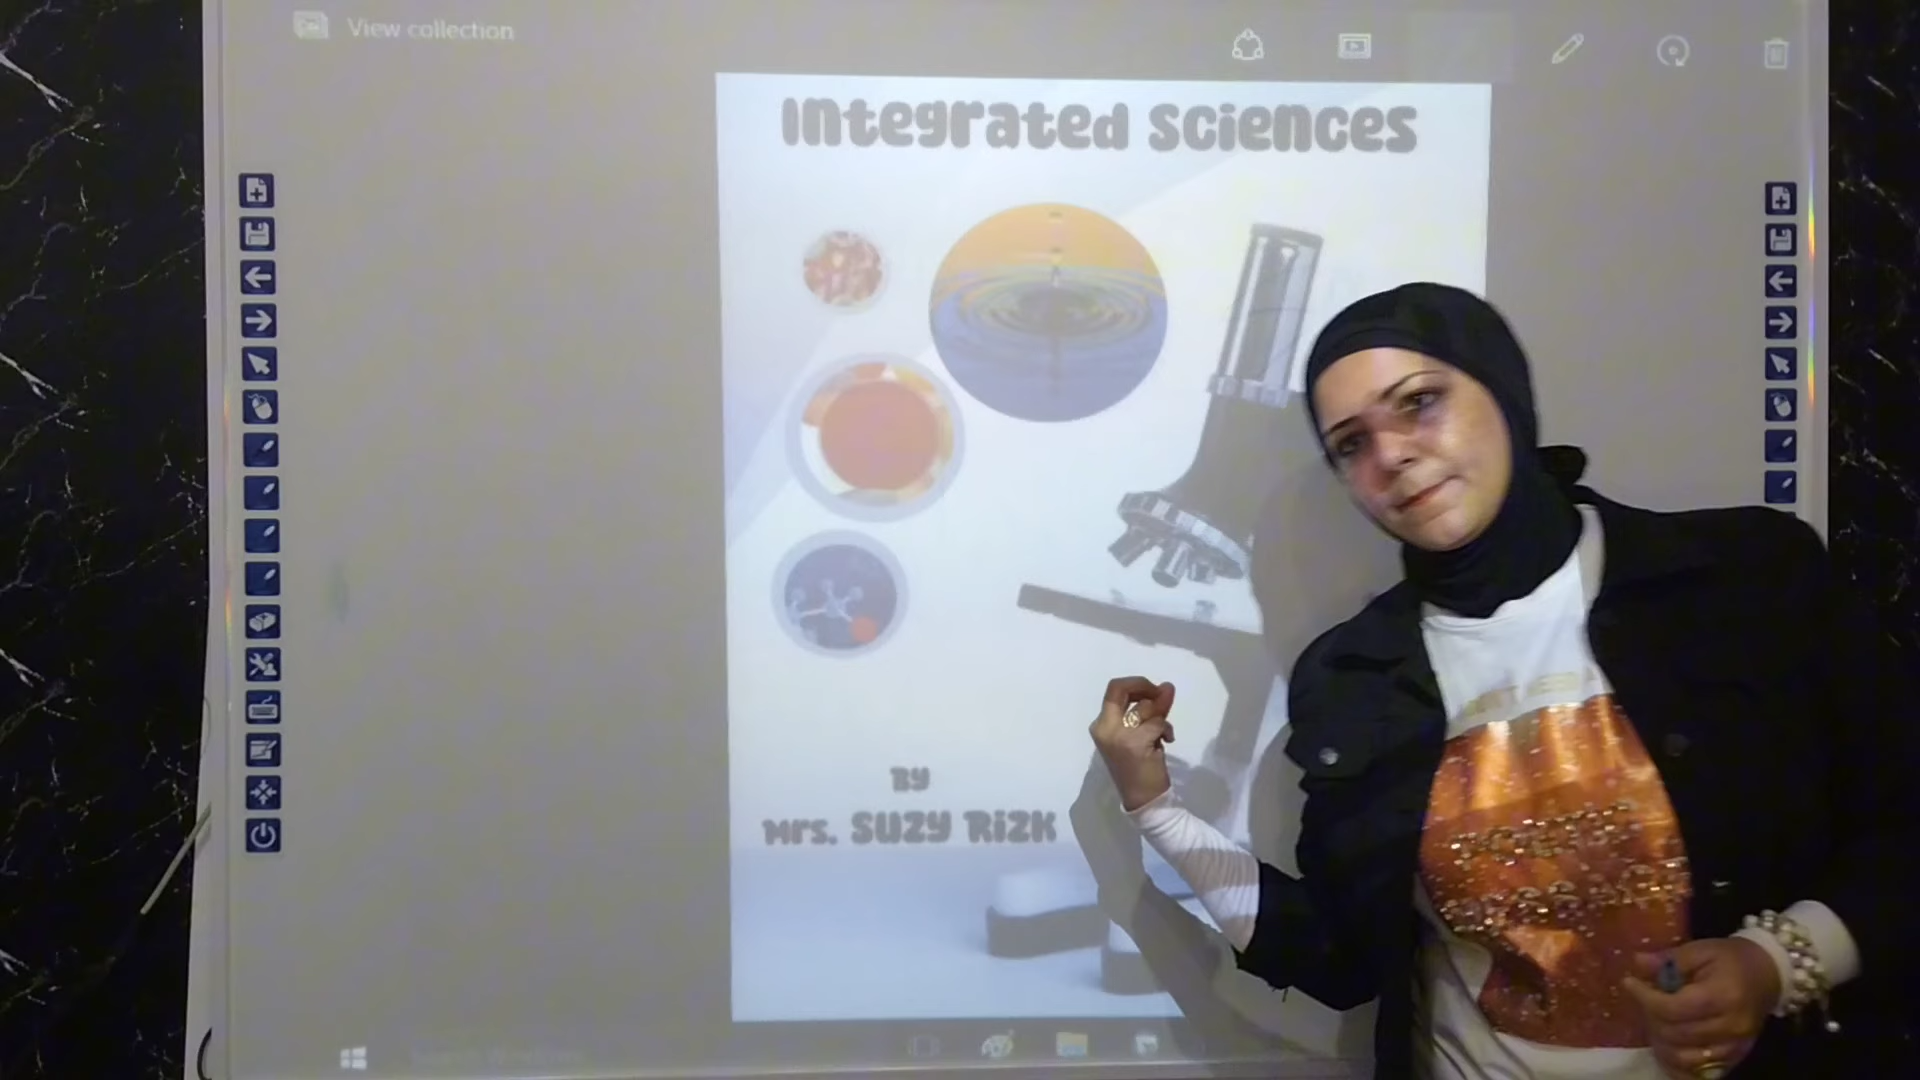 View collection
Integrated Sciences
By
Mrs. Suzy Rizk